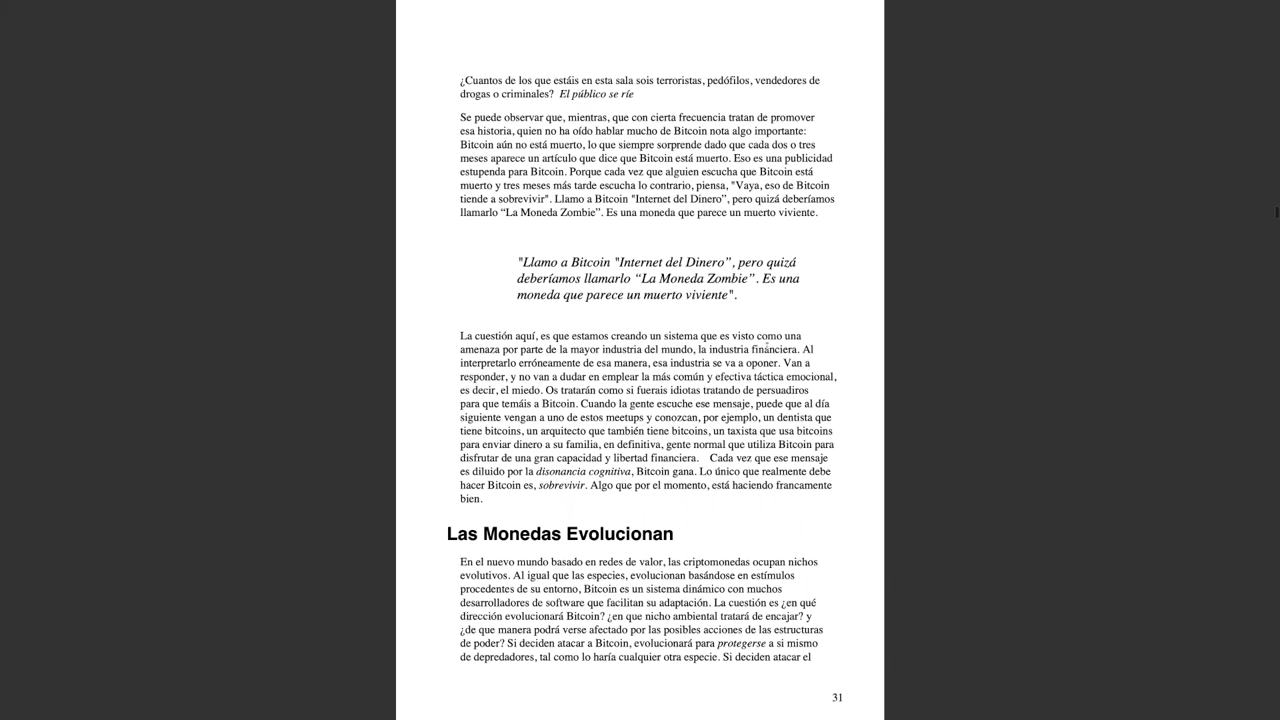 ¿Cuantos de los que estáis en esta sala sois terroristas, pedófilos, vendedores de
drogas o criminales? El público se ríe
Se puede observar que, mientras, que con cierta frecuencia tratan de promover
esa historia, quien no ha oído hablar mucho de Bitcoin nota algo importante:
Bitcoin aún no está muerto, lo que siempre sorprende dado que cada dos o tres
meses aparece un artículo que dice que Bitcoin está muerto. Eso es una publicidad
estupenda para Bitcoin. Porque cada vez que alguien escucha que Bitcoin está
muerto y tres meses más tarde escucha lo contrario, piensa, "Vaya, eso de Bitcoin
tiende a sobrevivir". Llamo a Bitcoin "Internet del Dinero”, pero quizá deberíamos
llamarlo “La Moneda Zombie”. Es una moneda que parece un muerto viviente.
"Llamo a Bitcoin "Internet del Dinero”, pero quizá
deberíamos llamarlo “La Moneda Zombie”. Es una
moneda que parece un muerto viviente".
La cuestión aquí, es que estamos creando un sistema que es visto como una
amenaza por parte de la mayor industria del mundo, la industria financiera. Al
interpretarlo erróneamente de esa manera, esa industria se va a oponer. Van a
responder, y no van a dudar en emplear la más común y efectiva táctica emocional,
es decir, el miedo. Os tratarán como si fuerais idiotas tratando de persuadiros
para que temáis a Bitcoin. Cuando la gente escuche ese mensaje, puede que al día
siguiente vengan a uno de estos meetups y conozcan, por ejemplo, un dentista que
tiene bitcoins, un arquitecto que también tiene bitcoins, un taxista que usa bitcoins
para enviar dinero a su familia, en definitiva, gente normal que utiliza Bitcoin para
disfrutar de una gran capacidad y libertad financiera. Cada vez que ese mensaje
es diluido por la disonancia cognitiva, Bitcoin gana. Lo único que realmente debe
hacer Bitcoin es, sobrevivir. Algo que por el momento, está haciendo francamente
bien.
Las Monedas Evolucionan
En el nuevo mundo basado en redes de valor, las criptomonedas ocupan nichos
evolutivos. Al igual que las especies, evolucionan basándose en estímulos
procedentes de su entorno, Bitcoin es un sistema dinámico con muchos
desarrolladores de software que facilitan su adaptación. La cuestión es ¿en qué
dirección evolucionará Bitcoin? ¿en que nicho ambiental tratará de encajar? y
¿de que manera podrá verse afectado por las posibles acciones de las estructuras
de poder? Si deciden atacar a Bitcoin, evolucionará para protegerse a si mismo
de depredadores, tal como lo haría cualquier otra especie. Si deciden atacar el
31